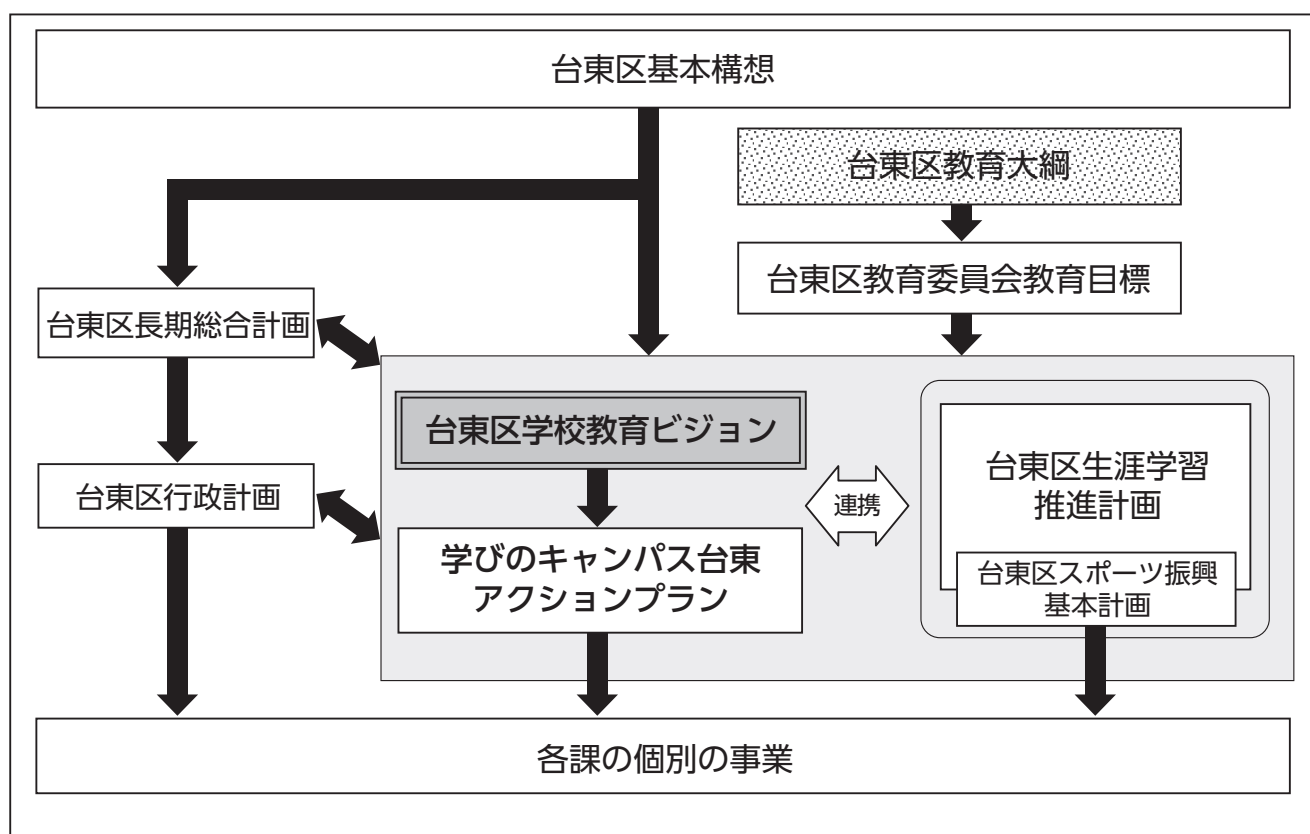 台東区基本構想
台東区教育大綱
台東区教育委員会教育目標
台東区長期総合計画
台東区学校教育ビジョン
台東区行政計画
連携
台東区生涯学習
推進計画
学びのキャンパス台東
アクションプラン
台東区スポーツ振興
基本計画
各課の個別の事業